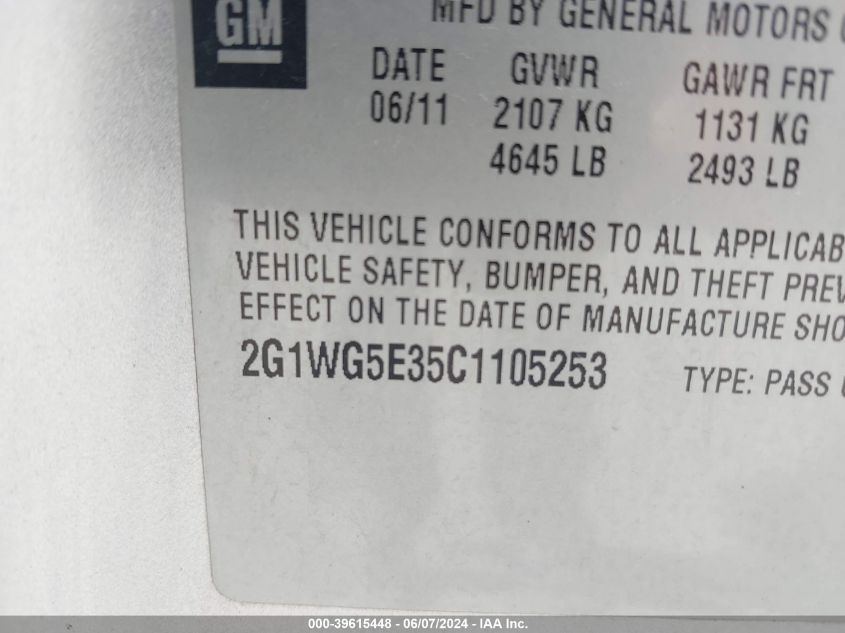 GM
MFD BY GENERAL MOTORS
DATE GVWR GAWR FRT
06/11 2107 KG 1131 KG
4645 LB 2493 LB
THIS VEHICLE CONFORMS TO ALL APPLICAB
VEHICLE SAFETY, BUMPER, AND THEFT PREV
EFFECT ON THE DATE OF MANUFACTURE SHO
2G1WG5E35C1105253 TYPE: PASS
000-39615448 - 06/07/2024 - IAA Inc.